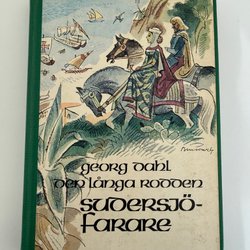 georg dahl
den långa rodden
sudersjö-
farare